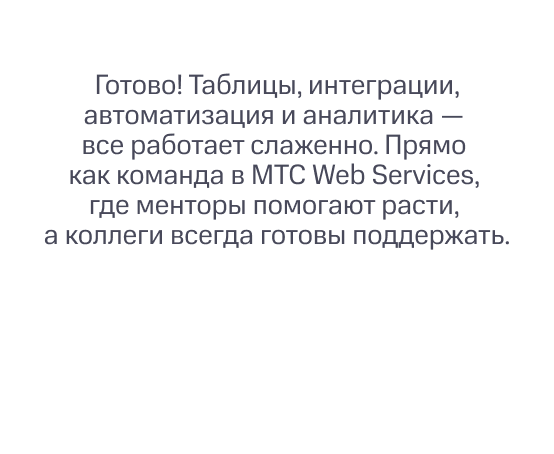 Готово! Таблицы, интеграции,
автоматизация и аналитика —
все работает слаженно. Прямо
как команда в МТС Web Services,
где менторы помогают расти,
а коллеги всегда готовы поддержать.